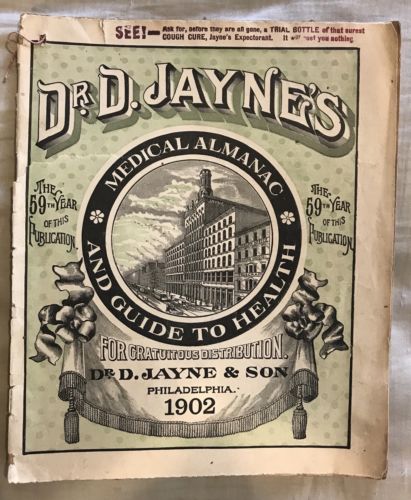 SEE!— Ask for, before they are all gone, a TRIAL BOTTLE of that surest
COUGH CURE, Jayne's Expectorant. It will cost you nothing.
DR. D. JAYNE'S
MEDICAL ALMANAC
AND GUIDE TO HEALTH
THE
59TH YEAR
OF THIS
PUBLICATION.
THE
59TH YEAR
OF THIS
PUBLICATION.
FOR GRATUITOUS DISTRIBUTION.
DR. D. JAYNE & SON
PHILADELPHIA.
1902